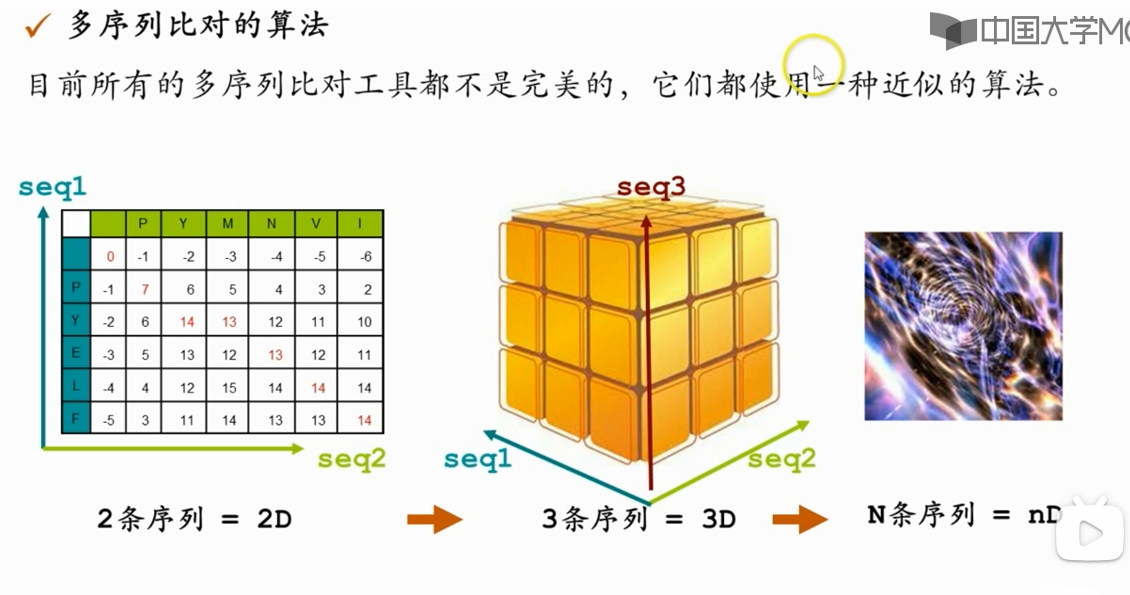 ✓ 多序列比对的算法
中国大学MO
目前所有的多序列比对工具都不是完美的，它们都使用一种近似的算法。
seq1
P Y M N V I
0 -1 -2 -3 -4 -5 -6
P -1 7 6 5 4 3 2
Y -2 6 14 13 12 11 10
E -3 5 13 12 13 12 11
L -4 4 12 15 14 14 14
F -5 3 11 14 13 13 14
seq2
seq3
seq1
seq2
2条序列 = 2D
3条序列 = 3D
N条序列 = nD